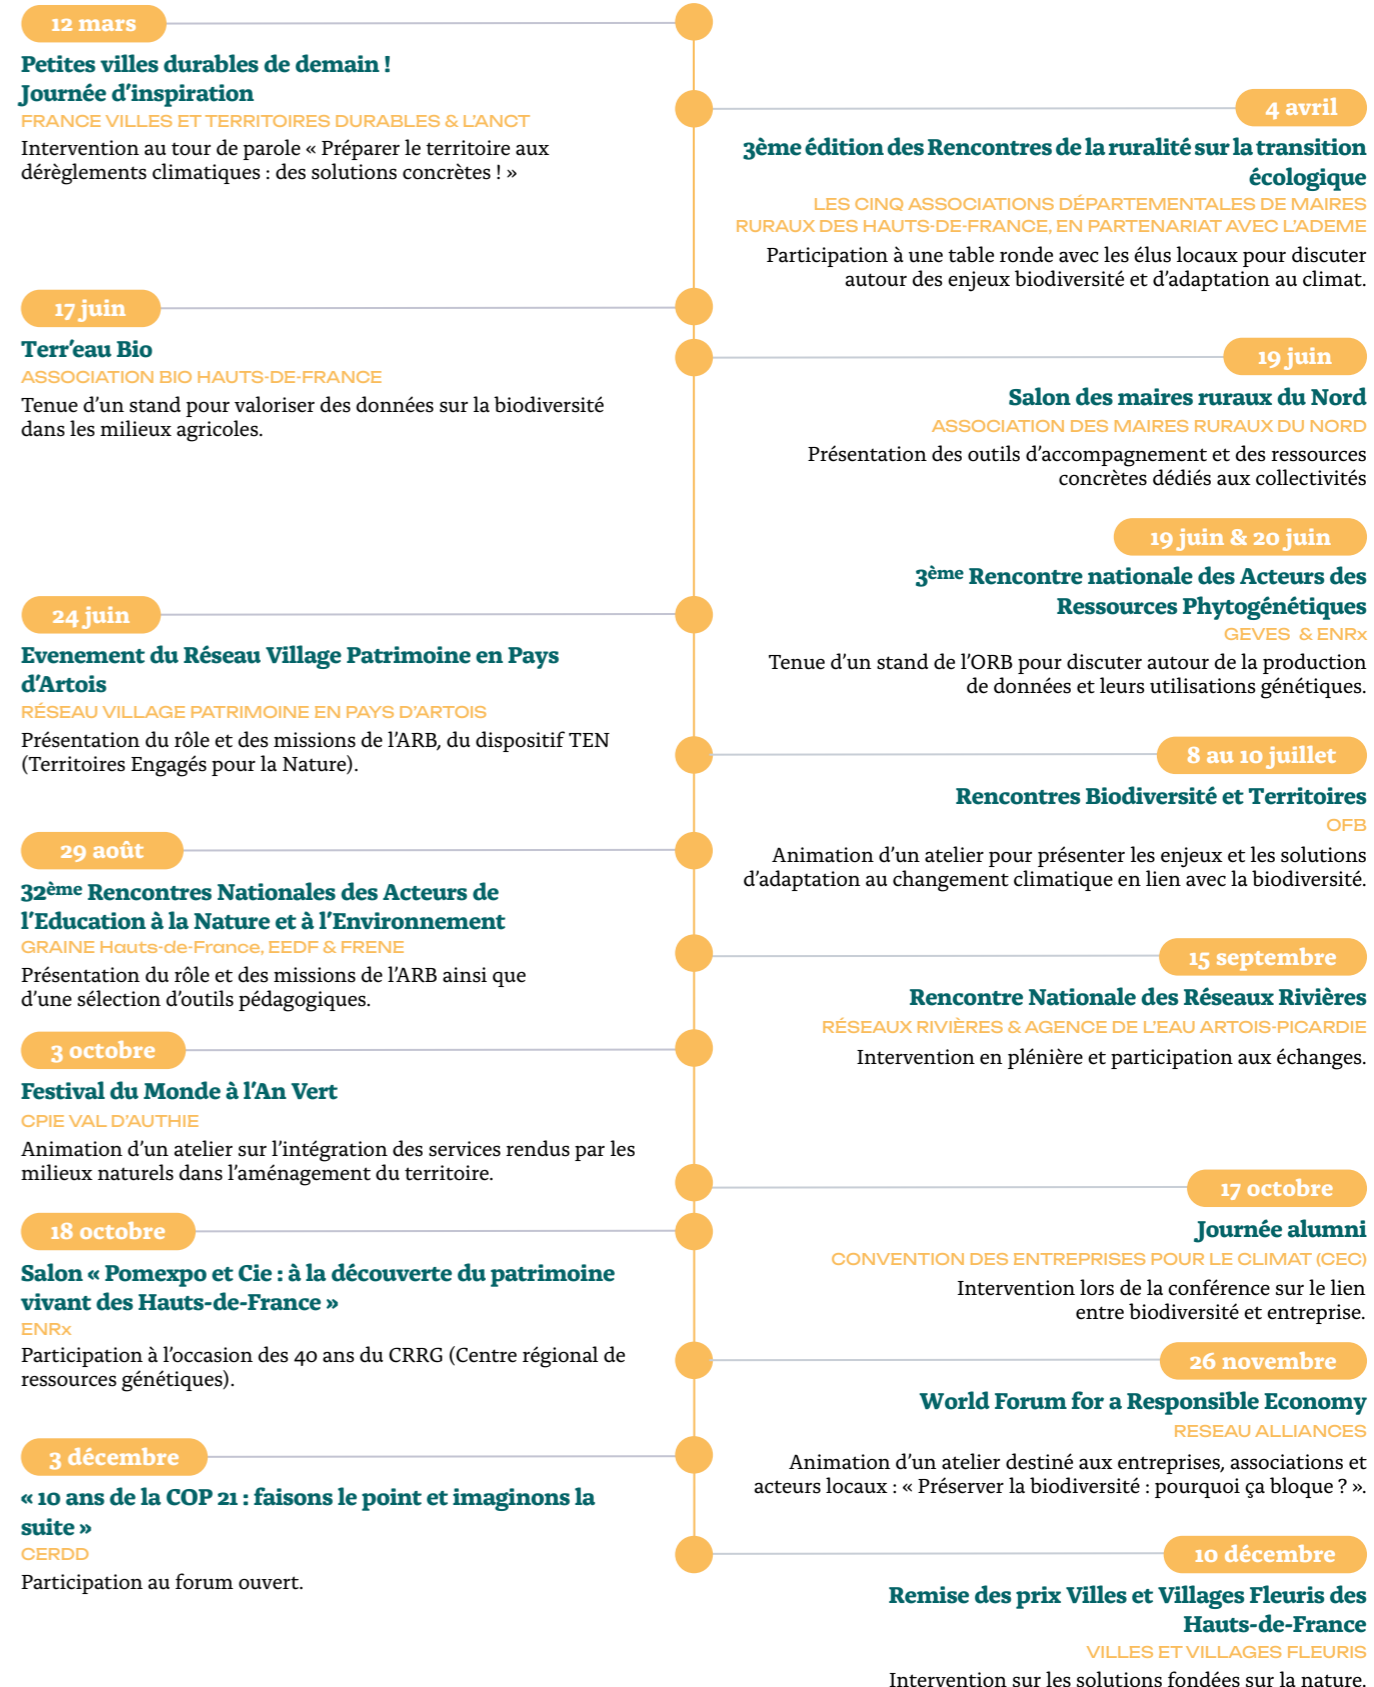 12 mars
Petites villes durables de demain !
Journée d’inspiration
FRANCE VILLES ET TERRITOIRES DURABLES & L’ANCT
Intervention au tour de parole « Préparer le territoire aux
dérèglements climatiques : des solutions concrètes ! »
4 avril
3ème édition des Rencontres de la ruralité sur la transition
écologique
LES CINQ ASSOCIATIONS DÉPARTEMENTALES DE MAIRES
RURAUX DES HAUTS-DE-FRANCE, EN PARTENARIAT AVEC L’ADEME
Participation à une table ronde avec les élus locaux pour discuter
autour des enjeux biodiversité et d’adaptation au climat.
17 juin
Terr’eau Bio
ASSOCIATION BIO HAUTS-DE-FRANCE
Tenue d’un stand pour valoriser des données sur la biodiversité
dans les milieux agricoles.
19 juin
Salon des maires ruraux du Nord
ASSOCIATION DES MAIRES RURAUX DU NORD
Présentation des outils d’accompagnement et des ressources
concrètes dédiés aux collectivités
19 juin & 20 juin
3ème Rencontre nationale des Acteurs des
Ressources Phytogénétiques
GEVES & ENRx
Tenue d’un stand de l’ORB pour discuter autour de la production
de données et leurs utilisations génétiques.
24 juin
Evenement du Réseau Village Patrimoine en Pays
d’Artois
RÉSEAU VILLAGE PATRIMOINE EN PAYS D’ARTOIS
Présentation du rôle et des missions de l’ARB, du dispositif TEN
(Territoires Engagés pour la Nature).
8 au 10 juillet
Rencontres Biodiversité et Territoires
OFB
Animation d’un atelier pour présenter les enjeux et les solutions
d’adaptation au changement climatique en lien avec la biodiversité.
29 août
32ème Rencontres Nationales des Acteurs de
l’Education à la Nature et à l’Environnement
GRAINE Hauts-de-France, EEDF & FRENE
Présentation du rôle et des missions de l’ARB ainsi que
d’une sélection d’outils pédagogiques.
15 septembre
Rencontre Nationale des Réseaux Rivières
RÉSEAUX RIVIÈRES & AGENCE DE L’EAU ARTOIS-PICARDIE
Intervention en plénière et participation aux échanges.
3 octobre
Festival du Monde à l’An Vert
CPIE VAL D’AUTHIE
Animation d’un atelier sur l’intégration des services rendus par les
milieux naturels dans l’aménagement du territoire.
17 octobre
Journée alumni
CONVENTION DES ENTREPRISES POUR LE CLIMAT (CEC)
Intervention lors de la conférence sur le lien
entre biodiversité et entreprise.
18 octobre
Salon « Pomexpo et Cie : à la découverte du patrimoine
vivant des Hauts-de-France »
ENRx
Participation à l’occasion des 40 ans du CRRG (Centre régional de
ressources génétiques).
26 novembre
World Forum for a Responsible Economy
RESEAU ALLIANCES
Animation d’un atelier destiné aux entreprises, associations et
acteurs locaux : « Préserver la biodiversité : pourquoi ça bloque ? ».
3 décembre
« 10 ans de la COP 21 : faisons le point et imaginons la
suite »
CERDD
Participation au forum ouvert.
10 décembre
Remise des prix Villes et Villages Fleuris des
Hauts-de-France
VILLES ET VILLAGES FLEURIS
Intervention sur les solutions fondées sur la nature.